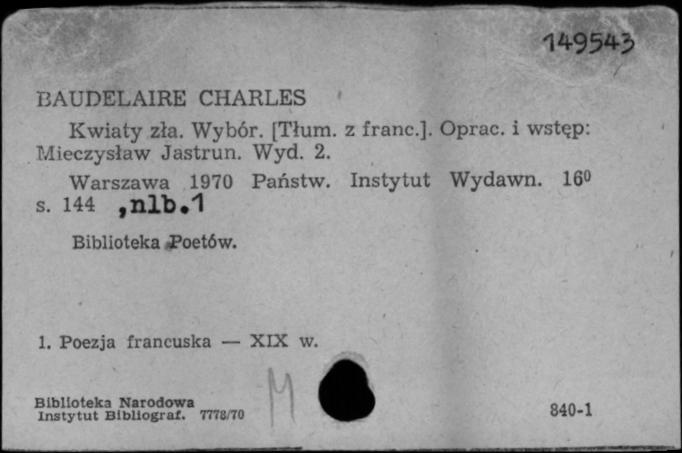 149543
BAUDELAIRE CHARLES
Kwiaty zła. Wybór. [Tłum. z franc.]. Oprac. i wstęp:
Mieczysław Jastrun. Wyd. 2.
Warszawa 1970 Państw. Instytut Wydawn. 16⁰
s. 144 ,nlb.1
Biblioteka Poetów.
1. Poezja francuska — XIX w.
M
Biblioteka Narodowa
Instytut Bibliograf. 7778/70
840-1